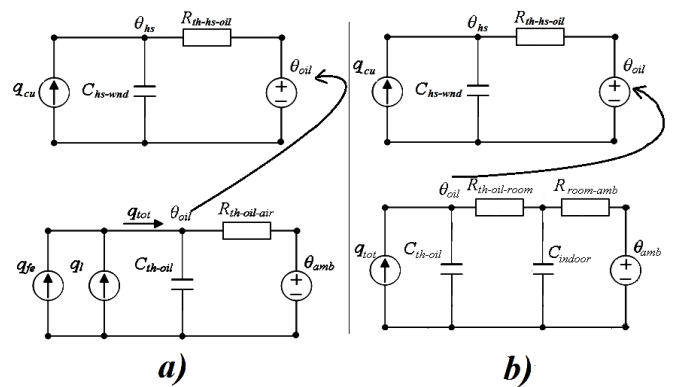 θhs
Rth-hs-oil
θoil
qcu
Chs-wnd
+
−
qtot
θoil
Rth-oil-air
qfe
ql
Cth-oil
θamb
+
−
a)
θhs
Rth-hs-oil
θoil
qcu
Chs-wnd
+
−
θoil
Rth-oil-room
Rroom-amb
qtot
Cth-oil
Cindoor
θamb
+
−
b)